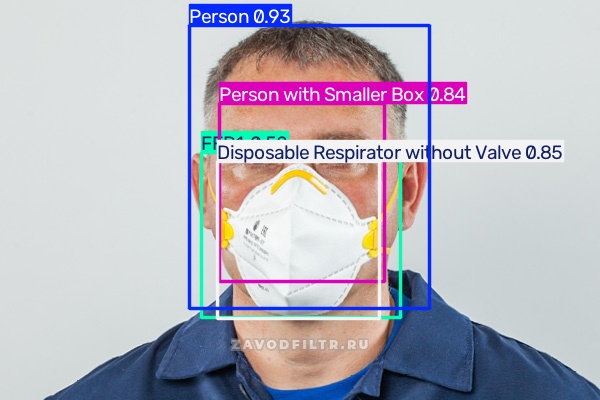 Person 0.93
Person with Smaller Box 0.84
Disposable Respirator without Valve 0.85
ZAVODFILTR.RU